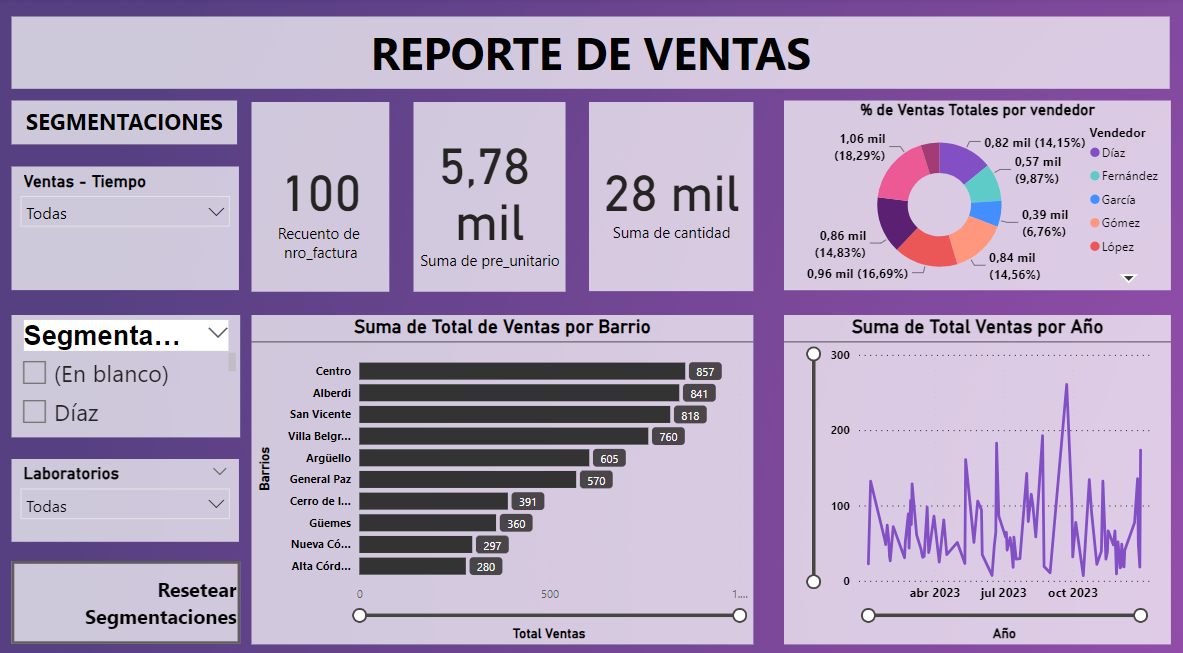 REPORTE DE VENTAS
SEGMENTACIONES
Ventas - Tiempo
Todas
100
Recuento de
nro_factura
5,78
mil
Suma de pre_unitario
28 mil
Suma de cantidad
% de Ventas Totales por vendedor
1,06 mil
(18,29%)
0,82 mil (14,15%)
0,57 mil
(9,87%)
0,39 mil
(6,76%)
0,84 mil
(14,56%)
0,96 mil (16,69%)
0,86 mil
(14,83%)
Vendedor
Díaz
Fernández
García
Gómez
López
Segmenta...
(En blanco)
Díaz
Laboratorios
Todas
Resetear
Segmentaciones
Suma de Total de Ventas por Barrio
Barrios
Centro 857
Alberdi 841
San Vicente 818
Villa Belgr... 760
Argüello 605
General Paz 570
Cerro de l... 391
Güemes 360
Nueva Có... 297
Alta Córd... 280
0 500 1....
Total Ventas
Suma de Total Ventas por Año
300
200
100
0
abr 2023 jul 2023 oct 2023
Año